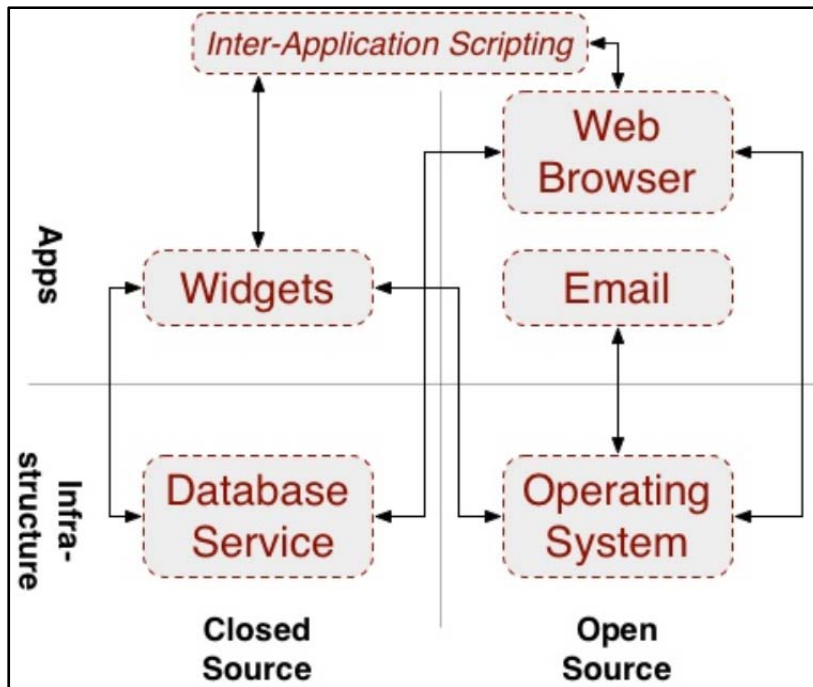 Inter-Application Scripting
Web
Browser
Apps
Widgets
Email
Infra-
structure
Database
Service
Operating
System
Closed
Source
Open
Source